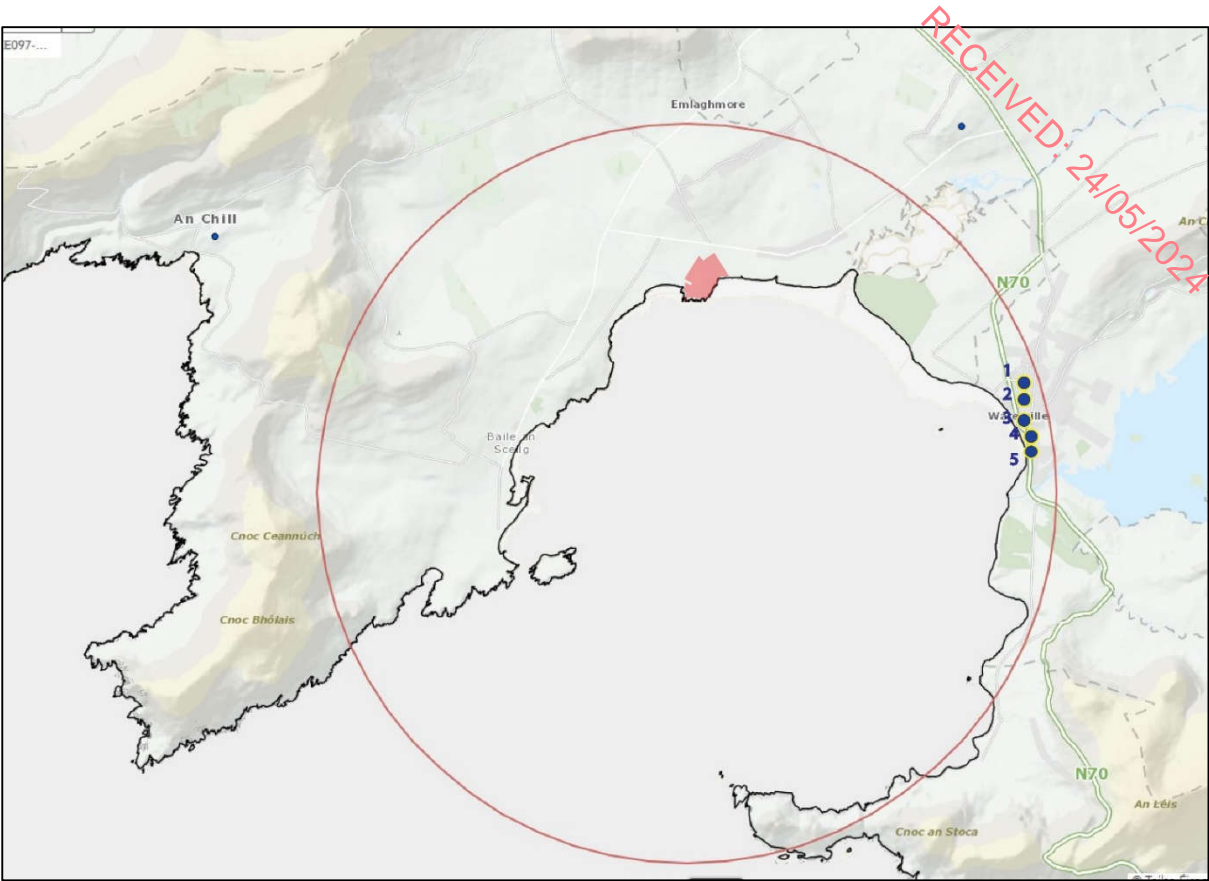 E097-...
RECEIVED: 24/05/2024
Emlaghmore
An Chill
N70
1
2
3
4
5
Baile an
Sceilg
Cnoc Ceannúch
Cnoc Bhólais
N70
An Léis
Cnoc an Stoca